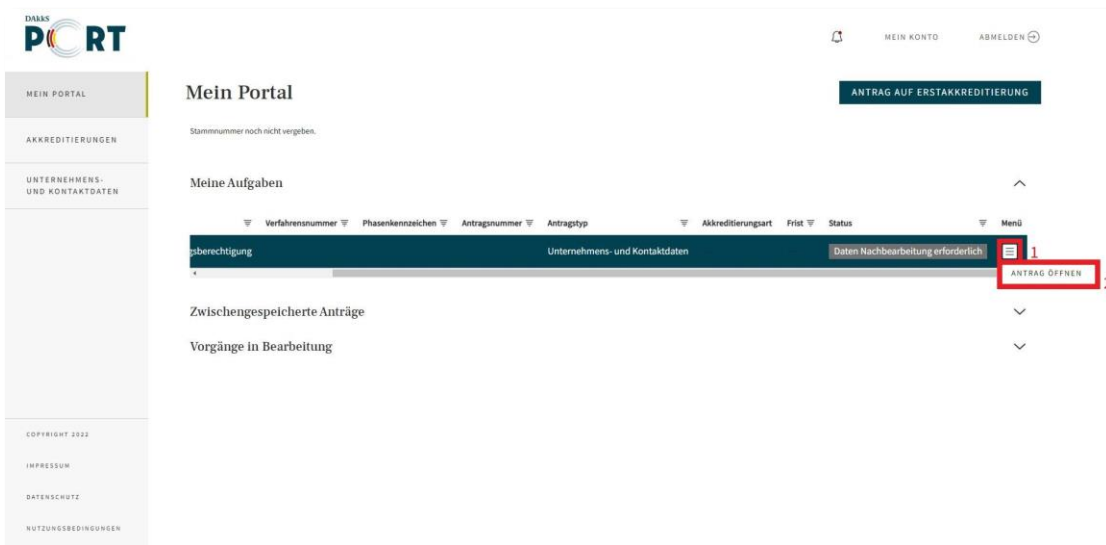 DAkkS
PORT
MEIN KONTO
ABMELDEN
MEIN PORTAL
AKKREDITIERUNGEN
UNTERNEHMENS-
UND KONTAKTDATEN
Mein Portal
ANTRAG AUF ERSTAKKREDITIERUNG
Stammnummer noch nicht vergeben.
Meine Aufgaben
Verfahrensnummer Phasenkennzeichen Antragsnummer Antragstyp Akkreditierungsart Frist Status Menü
gsberechtigung Unternehmens- und Kontaktdaten Daten Nachbearbeitung erforderlich 1
ANTRAG ÖFFNEN
Zwischengespeicherte Anträge
Vorgänge in Bearbeitung
COPYRIGHT 2022
IMPRESSUM
DATENSCHUTZ
NUTZUNGSBEDINGUNGEN